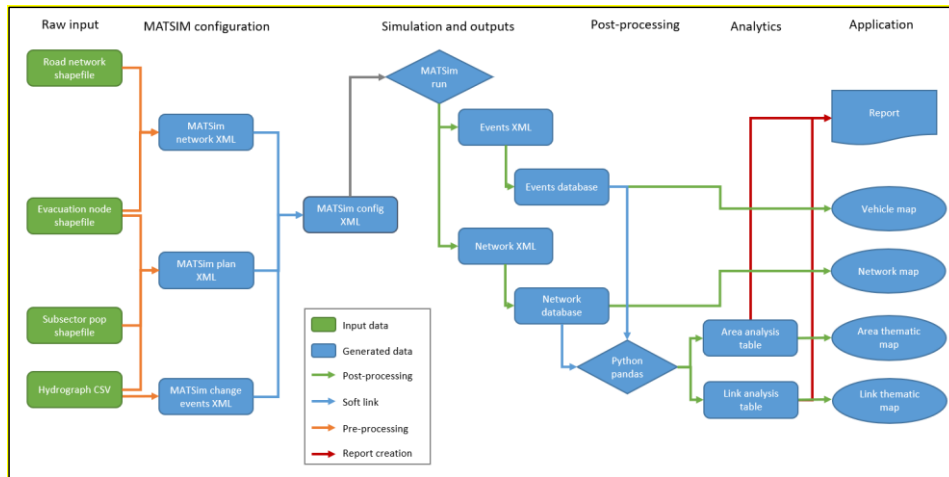 Raw input
MATSIM configuration
Simulation and outputs
Post-processing
Analytics
Application
Road network
shapefile
MATSim
run
MATSim
network XML
Events XML
Report
Events database
Evacuation node
shapefile
MATSim config
XML
Vehicle map
MATSim plan
XML
Network XML
Network map
Network
database
Subsector pop
shapefile
Input data
Generated data
Post-processing
Soft link
Pre-processing
Report creation
Python
pandas
Area analysis
table
Area thematic
map
Hydrograph CSV
MATSim change
events XML
Link analysis
table
Link thematic
map